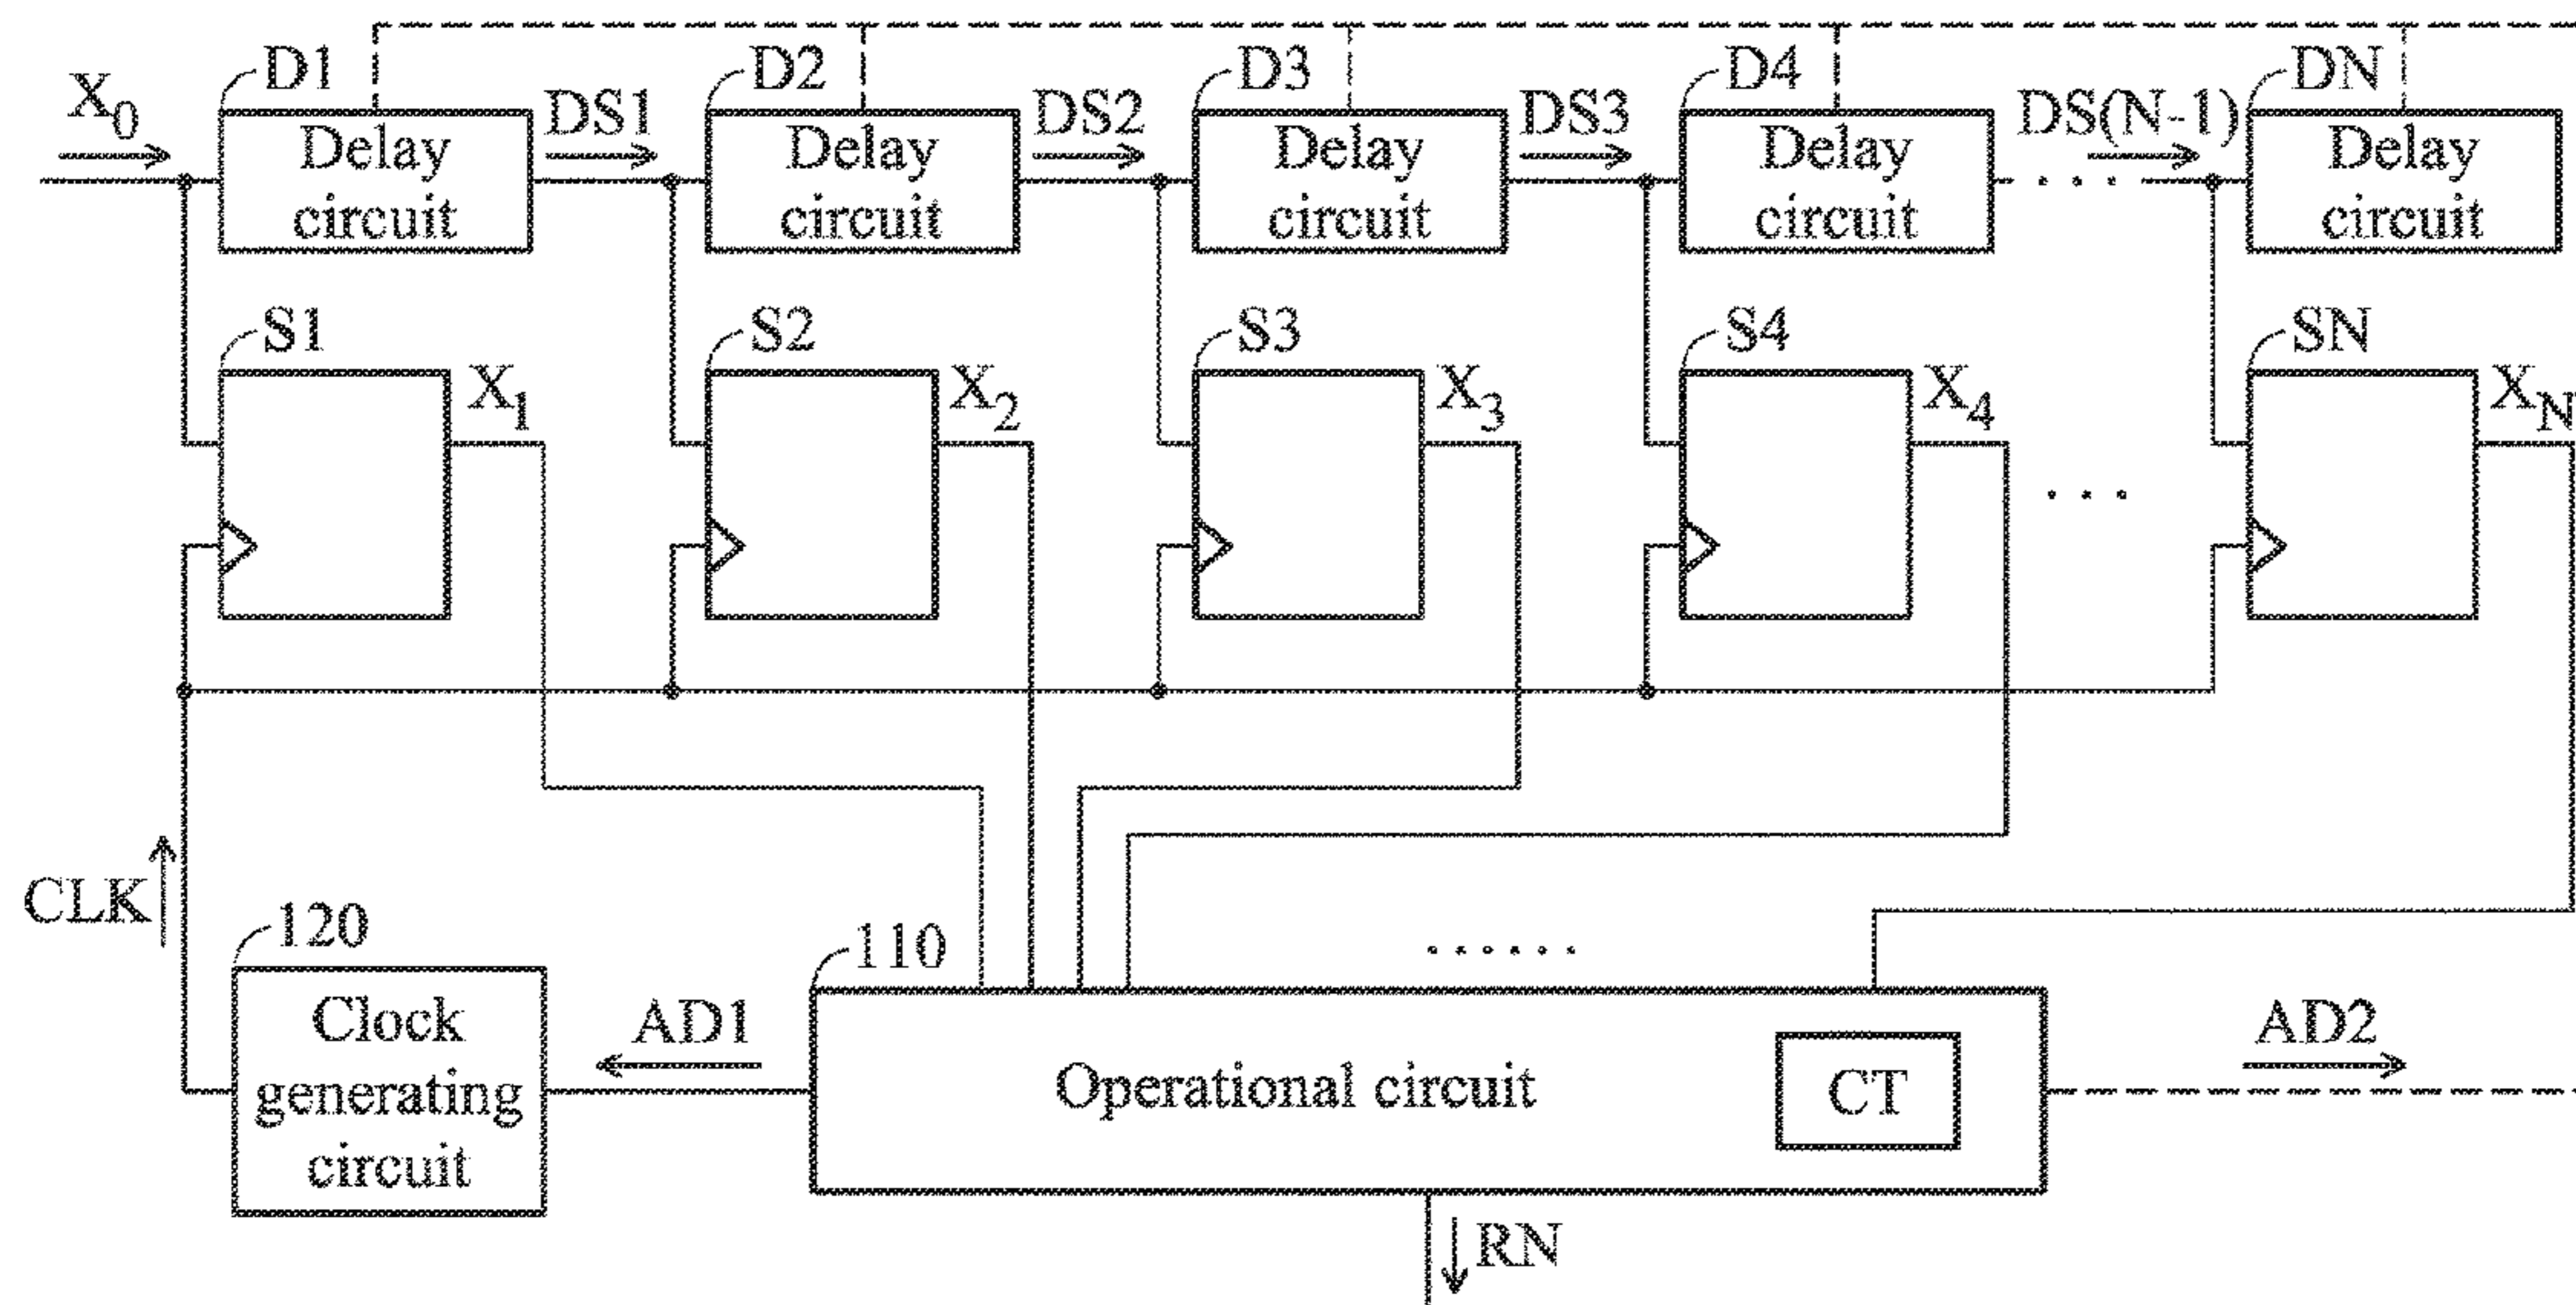 X₀
D1
DS1
D2
DS2
D3
DS3
D4
DS(N-1)
DN
Delay circuit
Delay circuit
Delay circuit
Delay circuit
Delay circuit
S1
X₁
S2
X₂
S3
X₃
S4
X₄
SN
X_N
. . .
CLK
120
Clock
generating
circuit
AD1
110
. . . . . .
Operational circuit
CT
AD2
RN